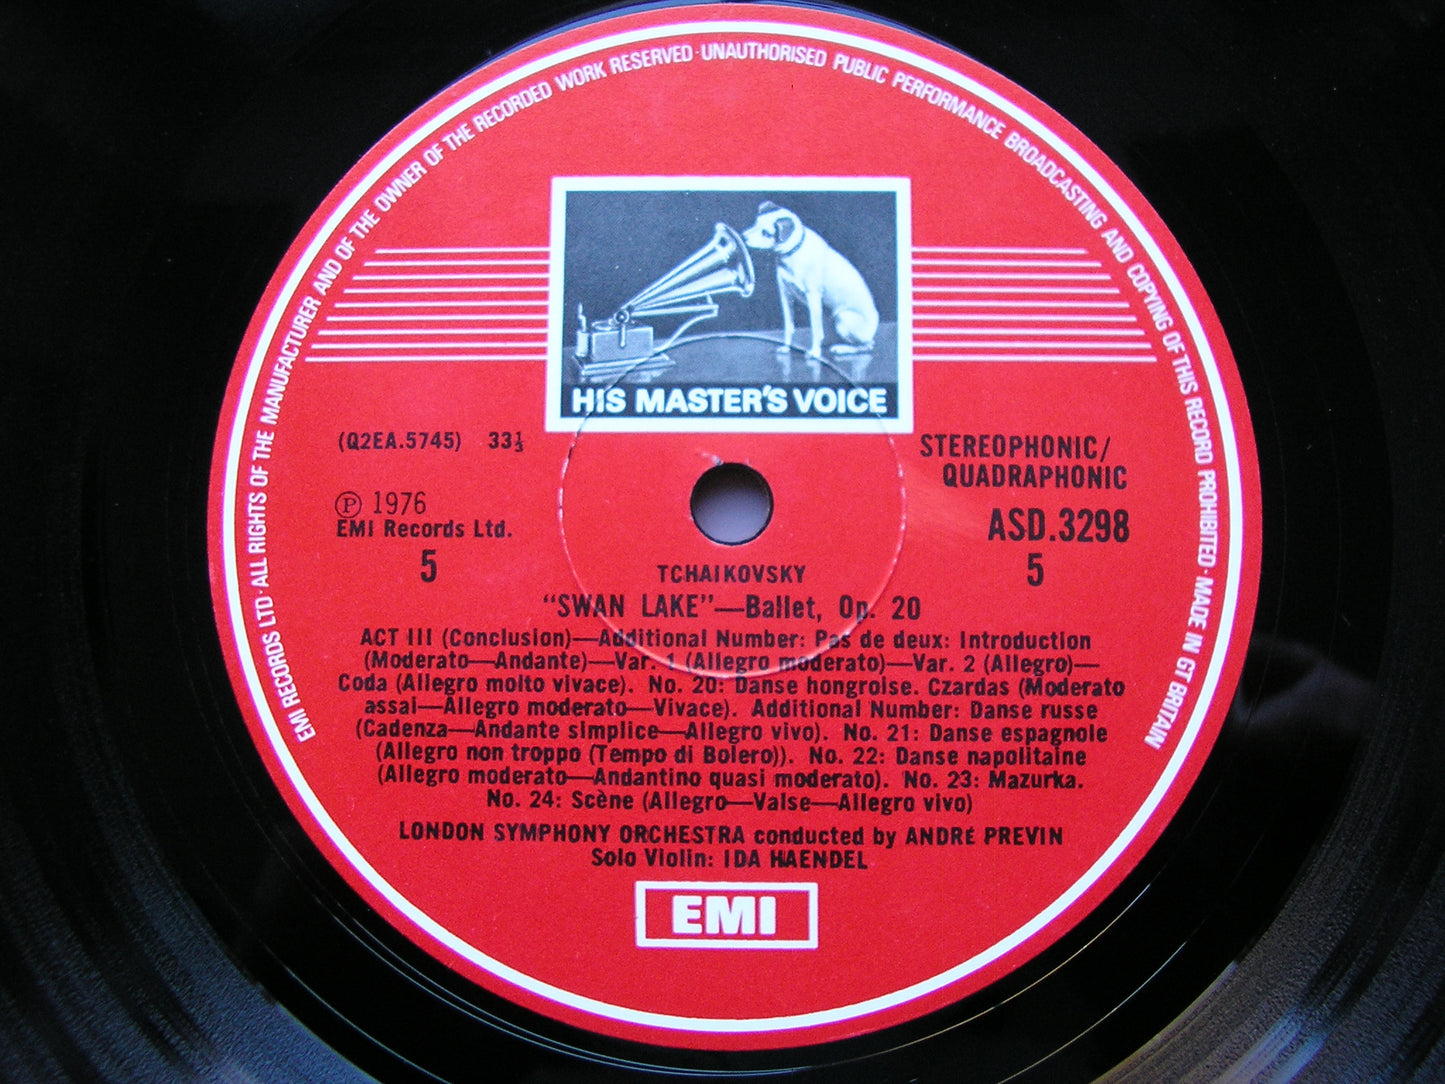 EMI RECORDS LTD · ALL RIGHTS OF THE MANUFACTURER AND OF THE OWNER OF THE RECORDED WORK RESERVED · UNAUTHORISED PUBLIC PERFORMANCE BROADCASTING AND COPYING OF THIS RECORD PROHIBITED · MADE IN GT BRITAIN
HIS MASTER'S VOICE
(Q2EA.5745) 33⅓
STEREOPHONIC/
QUADRAPHONIC
℗ 1976
EMI Records Ltd.
ASD.3298
5
5
TCHAIKOVSKY
“SWAN LAKE”—Ballet, Op. 20
ACT III (Conclusion)—Additional Number: Pas de deux: Introduction
(Moderato—Andante)—Var. 1 (Allegro moderato)—Var. 2 (Allegro)—
Coda (Allegro molto vivace). No. 20: Danse hongroise. Czardas (Moderato
assai—Allegro moderato—Vivace). Additional Number: Danse russe
(Cadenza—Andante simplice—Allegro vivo). No. 21: Danse espagnole
(Allegro non troppo (Tempo di Bolero)). No. 22: Danse napolitaine
(Allegro moderato—Andantino quasi moderato). No. 23: Mazurka.
No. 24: Scène (Allegro—Valse—Allegro vivo)
LONDON SYMPHONY ORCHESTRA conducted by ANDRÉ PREVIN
Solo Violin: IDA HAENDEL
EMI